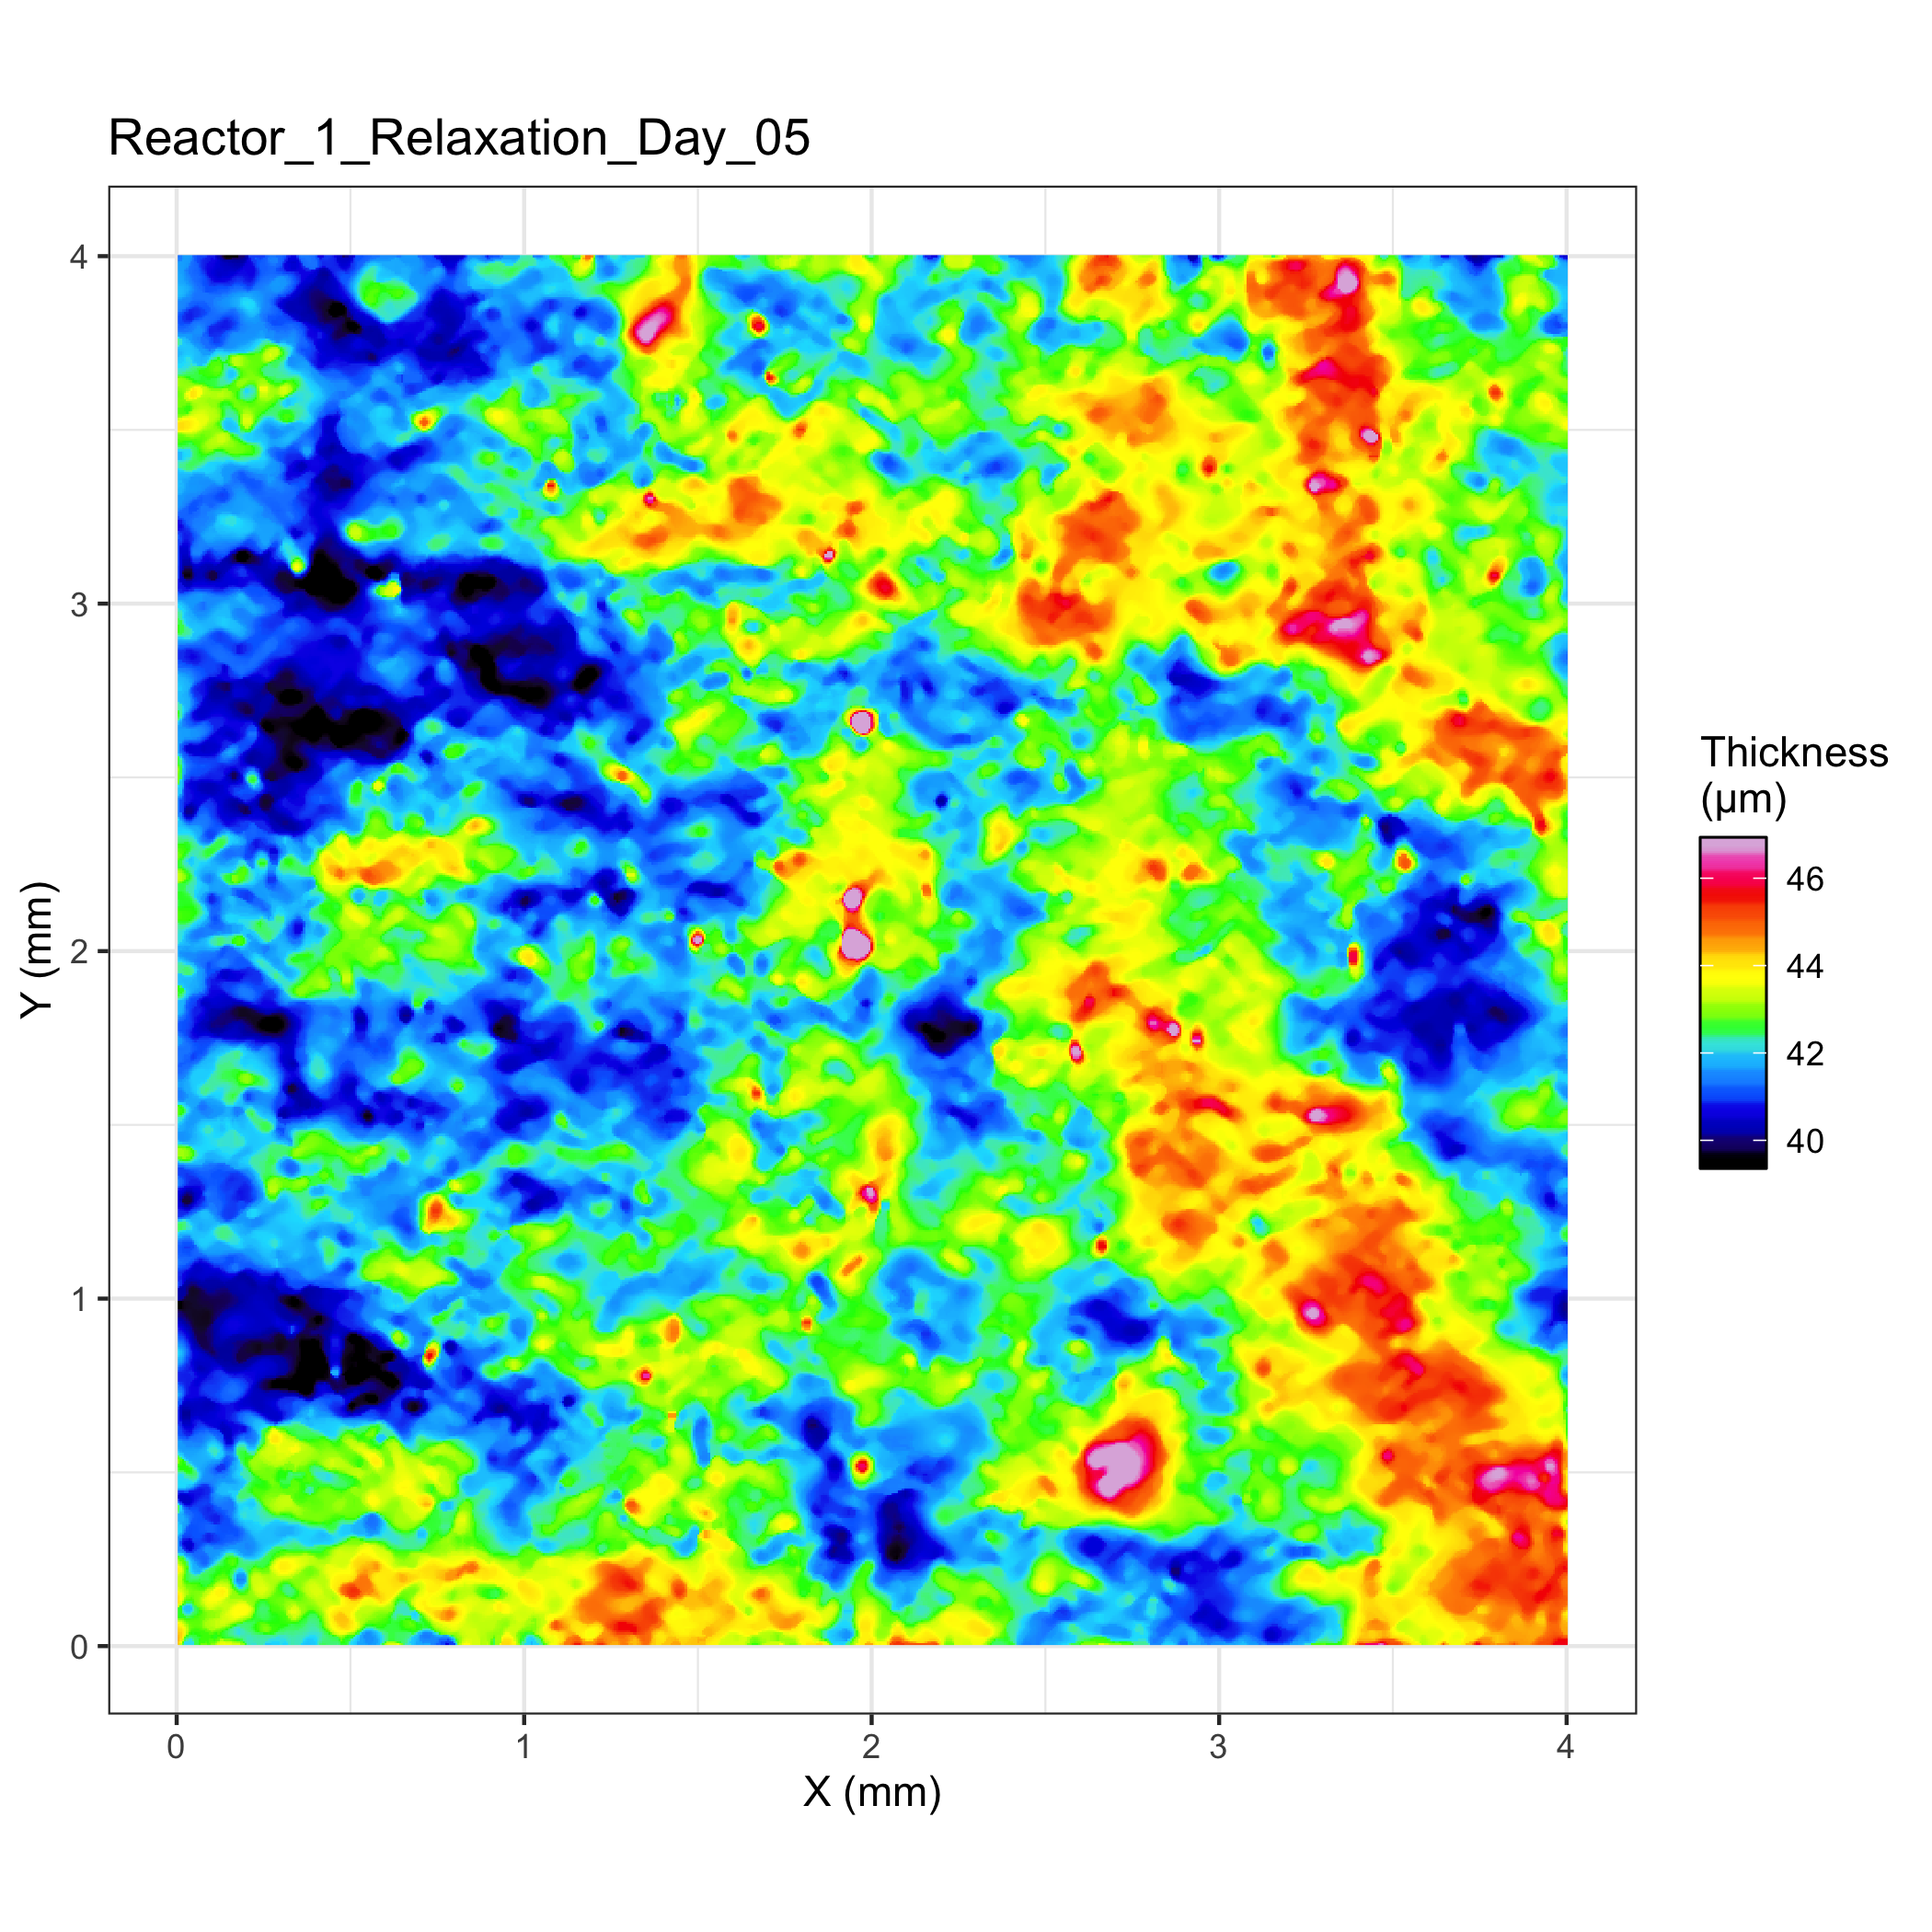 Reactor_1_Relaxation_Day_05
4
3
2
1
0
Y (mm)
0 1 2 3 4
X (mm)
Thickness
(µm)
46
44
42
40